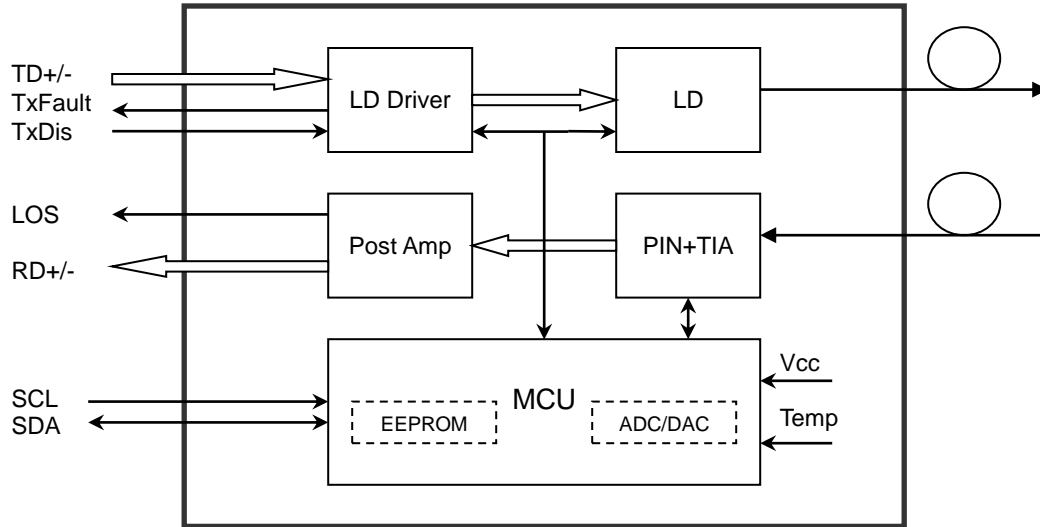 TD+/-
TxFault
TxDis
LD Driver
LD
LOS
RD+/-
Post Amp
PIN+TIA
SCL
SDA
MCU
EEPROM
ADC/DAC
Vcc
Temp